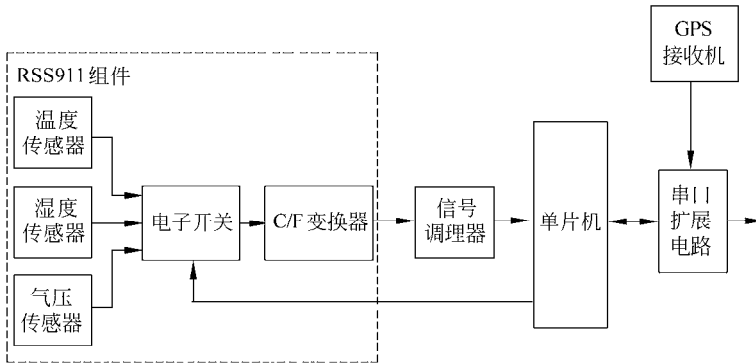 GPS
接收机
RSS911组件
温度
传感器
湿度
传感器
气压
传感器
电子开关
C/F变换器
信号
调理器
单片机
串口
扩展
电路